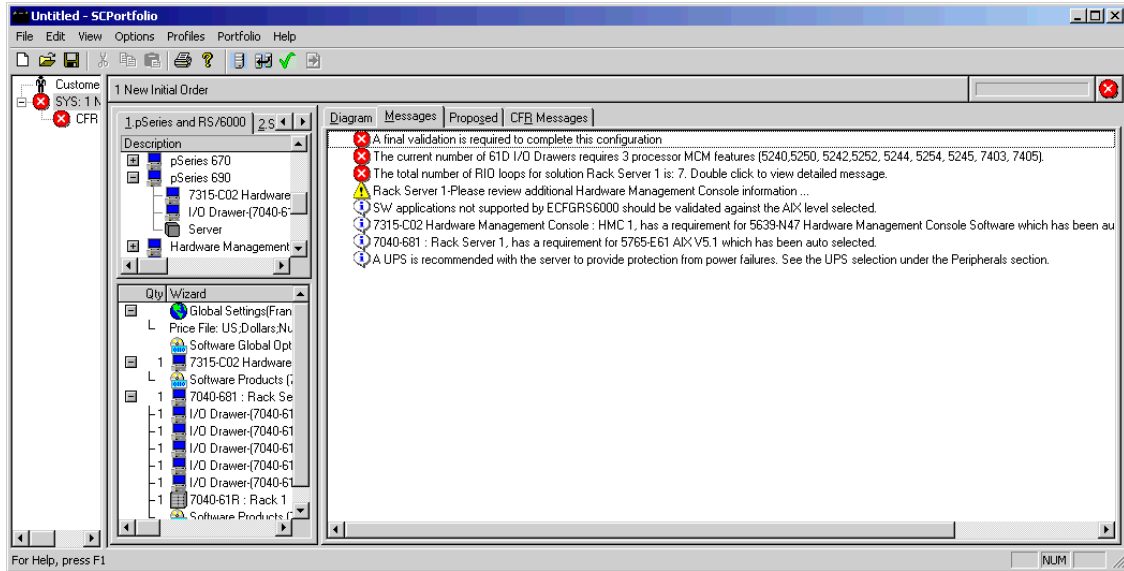 Untitled - SCPortfolio
File Edit View Options Profiles Portfolio Help
Custome
SYS: 1 N
CFR
1 New Initial Order
1.pSeries and RS/6000
2.S
Description
pSeries 670
pSeries 690
7315-C02 Hardware
I/O Drawer-(7040-6
Server
Hardware Management
Qty Wizard
Global Settings(Fran
Price File: US;Dollars;Nu
Software Global Opt
1 7315-C02 Hardware
Software Products (
1 7040-681 : Rack Se
1 I/O Drawer-(7040-61
1 I/O Drawer-(7040-61
1 I/O Drawer-(7040-61
1 I/O Drawer-(7040-61
1 I/O Drawer-(7040-61
1 7040-61R : Rack 1
Software Products (
Diagram Messages Proposed CFR Messages
A final validation is required to complete this configuration
The current number of 61D I/O Drawers requires 3 processor MCM features (5240,5250, 5242,5252, 5244, 5254, 5245, 7403, 7405).
The total number of RIO loops for solution Rack Server 1 is: 7. Double click to view detailed message.
Rack Server 1-Please review additional Hardware Management Console information ...
SW applications not supported by ECFGRS6000 should be validated against the AIX level selected.
7315-C02 Hardware Management Console : HMC 1, has a requirement for 5639-N47 Hardware Management Console Software which has been au
7040-681 : Rack Server 1, has a requirement for 5765-E61 AIX V5.1 which has been auto selected.
A UPS is recommended with the server to provide protection from power failures. See the UPS selection under the Peripherals section.
For Help, press F1
NUM